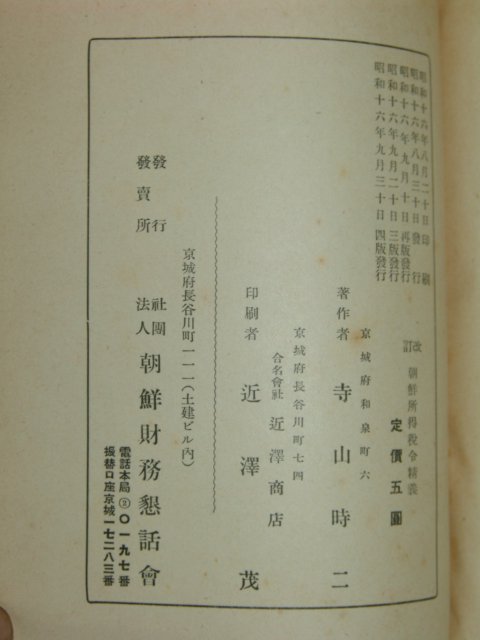 昭和十六年八月二十日印刷
昭和十六年八月三十日發行
昭和十六年九月十日再版發行
昭和十六年九月二十日三版發行
昭和十六年九月三十日四版發行
改訂 朝鮮所得稅令精義
定價五圓
京城府和泉町六
著作者 寺山時二
京城府長谷川町七四
合名會社 近澤商店
印刷者 近澤茂
京城府長谷川町一一一(土建ビル內)
發行
發賣所
社團法人 朝鮮財務懇話會
電話本局②〇一九七番
振替口座京城一七二八三番